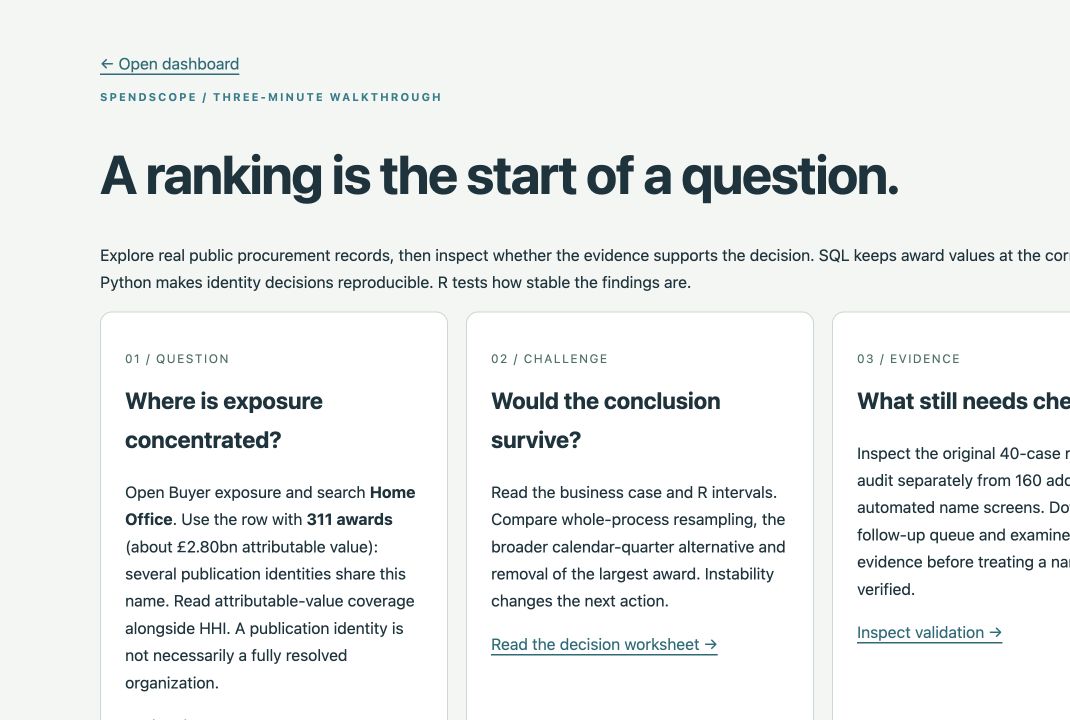 ← Open dashboard
SPENDSCOPE / THREE-MINUTE WALKTHROUGH
A ranking is the start of a question.
Explore real public procurement records, then inspect whether the evidence supports the decision. SQL keeps award values at the
Python makes identity decisions reproducible. R tests how stable the findings are.
01 / QUESTION
Where is exposure
concentrated?
Open Buyer exposure and search Home
Office. Use the row with 311 awards
(about £2.80bn attributable value):
several publication identities share this
name. Read attributable-value coverage
alongside HHI. A publication identity is
not necessarily a fully resolved
organization.
02 / CHALLENGE
Would the conclusion
survive?
Read the business case and R intervals.
Compare whole-process resampling, the
broader calendar-quarter alternative and
removal of the largest award. Instability
changes the next action.
Read the decision worksheet →
03 / EVIDENCE
What still needs
Inspect the original 40-case
audit separately from 160
automated name screens.
follow-up queue and examine
evidence before treating a
verified.
Inspect validation →